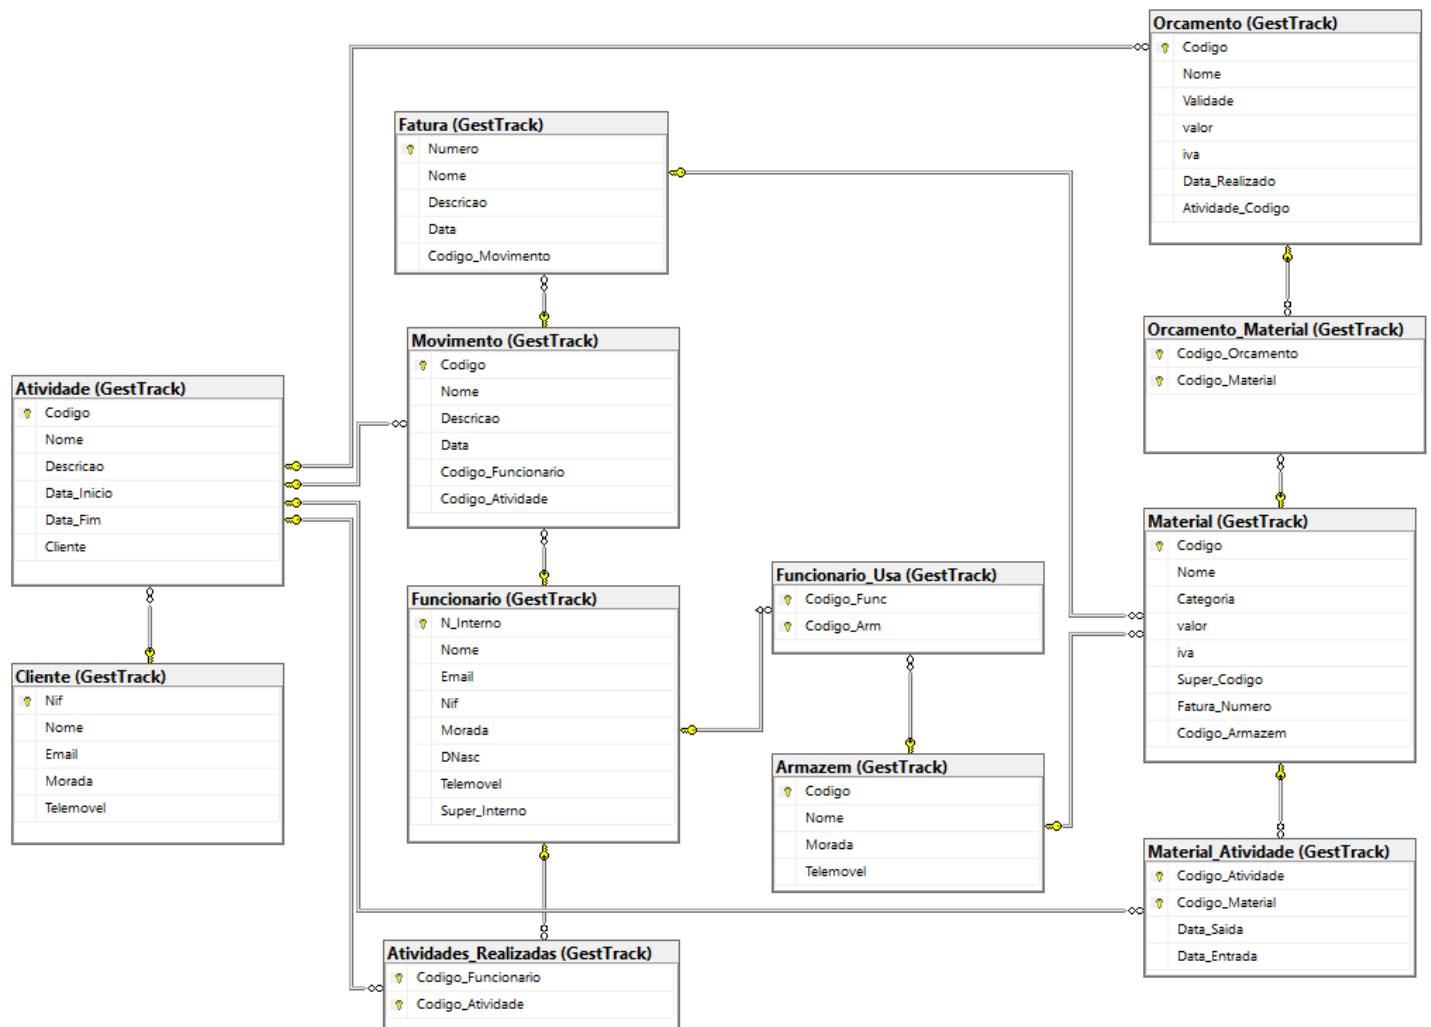 Orcamento (GestTrack)
Codigo
Nome
Validade
valor
iva
Data_Realizado
Atividade_Codigo
Fatura (GestTrack)
Numero
Nome
Descricao
Data
Codigo_Movimento
Movimento (GestTrack)
Codigo
Nome
Descricao
Data
Codigo_Funcionario
Codigo_Atividade
Orcamento_Material (GestTrack)
Codigo_Orcamento
Codigo_Material
Atividade (GestTrack)
Codigo
Nome
Descricao
Data_Inicio
Data_Fim
Cliente
Material (GestTrack)
Codigo
Nome
Categoria
valor
iva
Super_Codigo
Fatura_Numero
Codigo_Armazem
Funcionario_Usa (GestTrack)
Codigo_Func
Codigo_Arm
Funcionario (GestTrack)
N_Interno
Nome
Email
Nif
Morada
DNasc
Telemovel
Super_Interno
Cliente (GestTrack)
Nif
Nome
Email
Morada
Telemovel
Armazem (GestTrack)
Codigo
Nome
Morada
Telemovel
Material_Atividade (GestTrack)
Codigo_Atividade
Codigo_Material
Data_Saida
Data_Entrada
Atividades_Realizadas (GestTrack)
Codigo_Funcionario
Codigo_Atividade